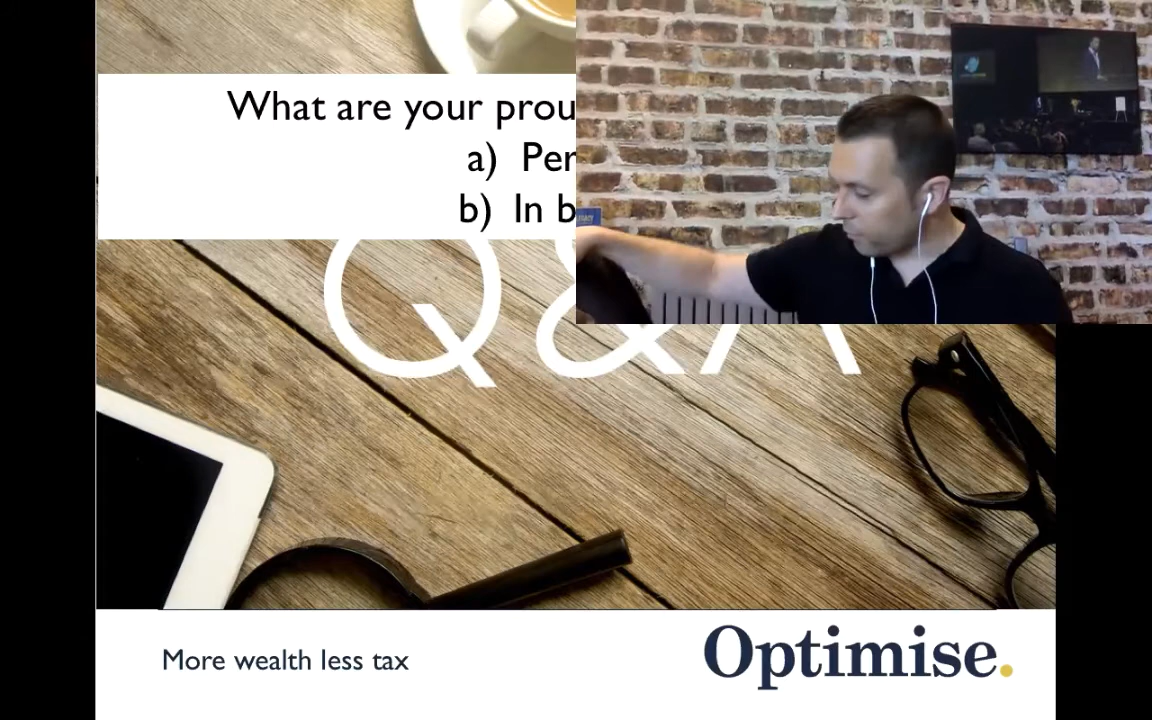 What are your prou
a) Per
b) In b
Q&A
More wealth less tax
Optimise.